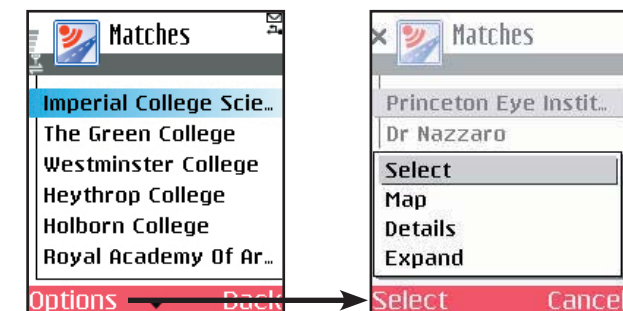 Matches
Imperial College Scie…
The Green College
Westminster College
Heythrop College
Holborn College
Royal Academy Of Ar…
Options Back
Matches
Princeton Eye Instit…
Dr Nazzaro
Select
Map
Details
Expand
Select Cancel